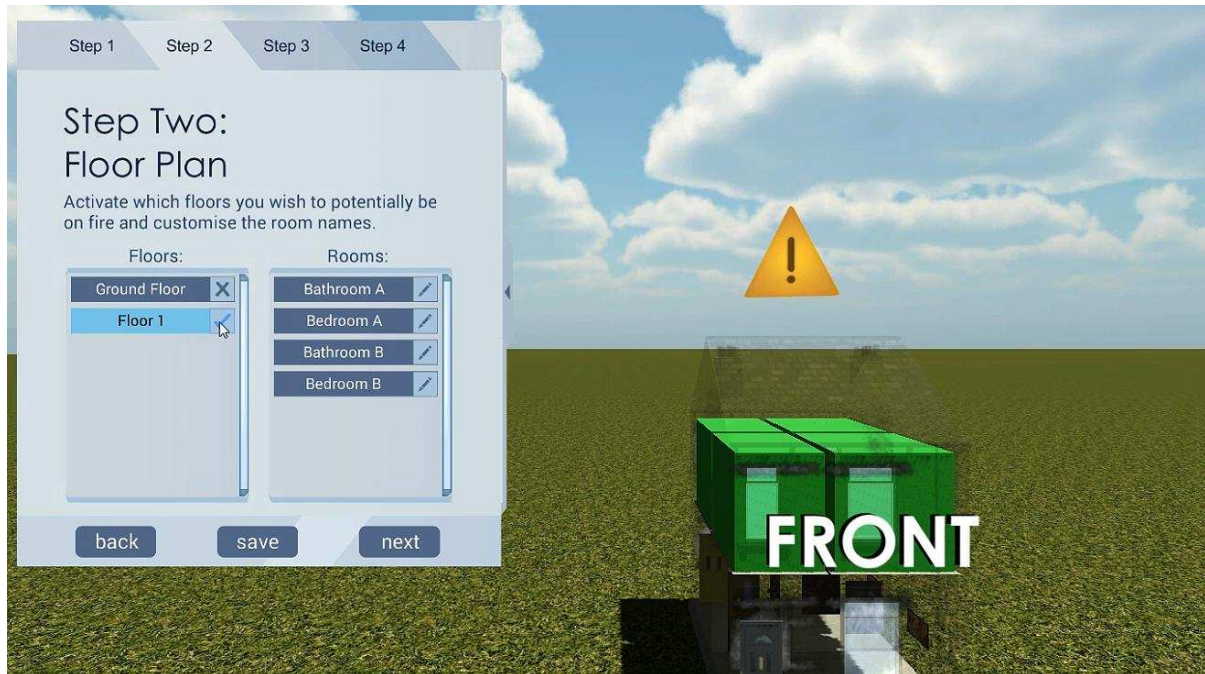 Step 1 Step 2 Step 3 Step 4
Step Two:
Floor Plan
Activate which floors you wish to potentially be
on fire and customise the room names.
Floors:
Ground Floor
Floor 1
Rooms:
Bathroom A
Bedroom A
Bathroom B
Bedroom B
back save next
FRONT